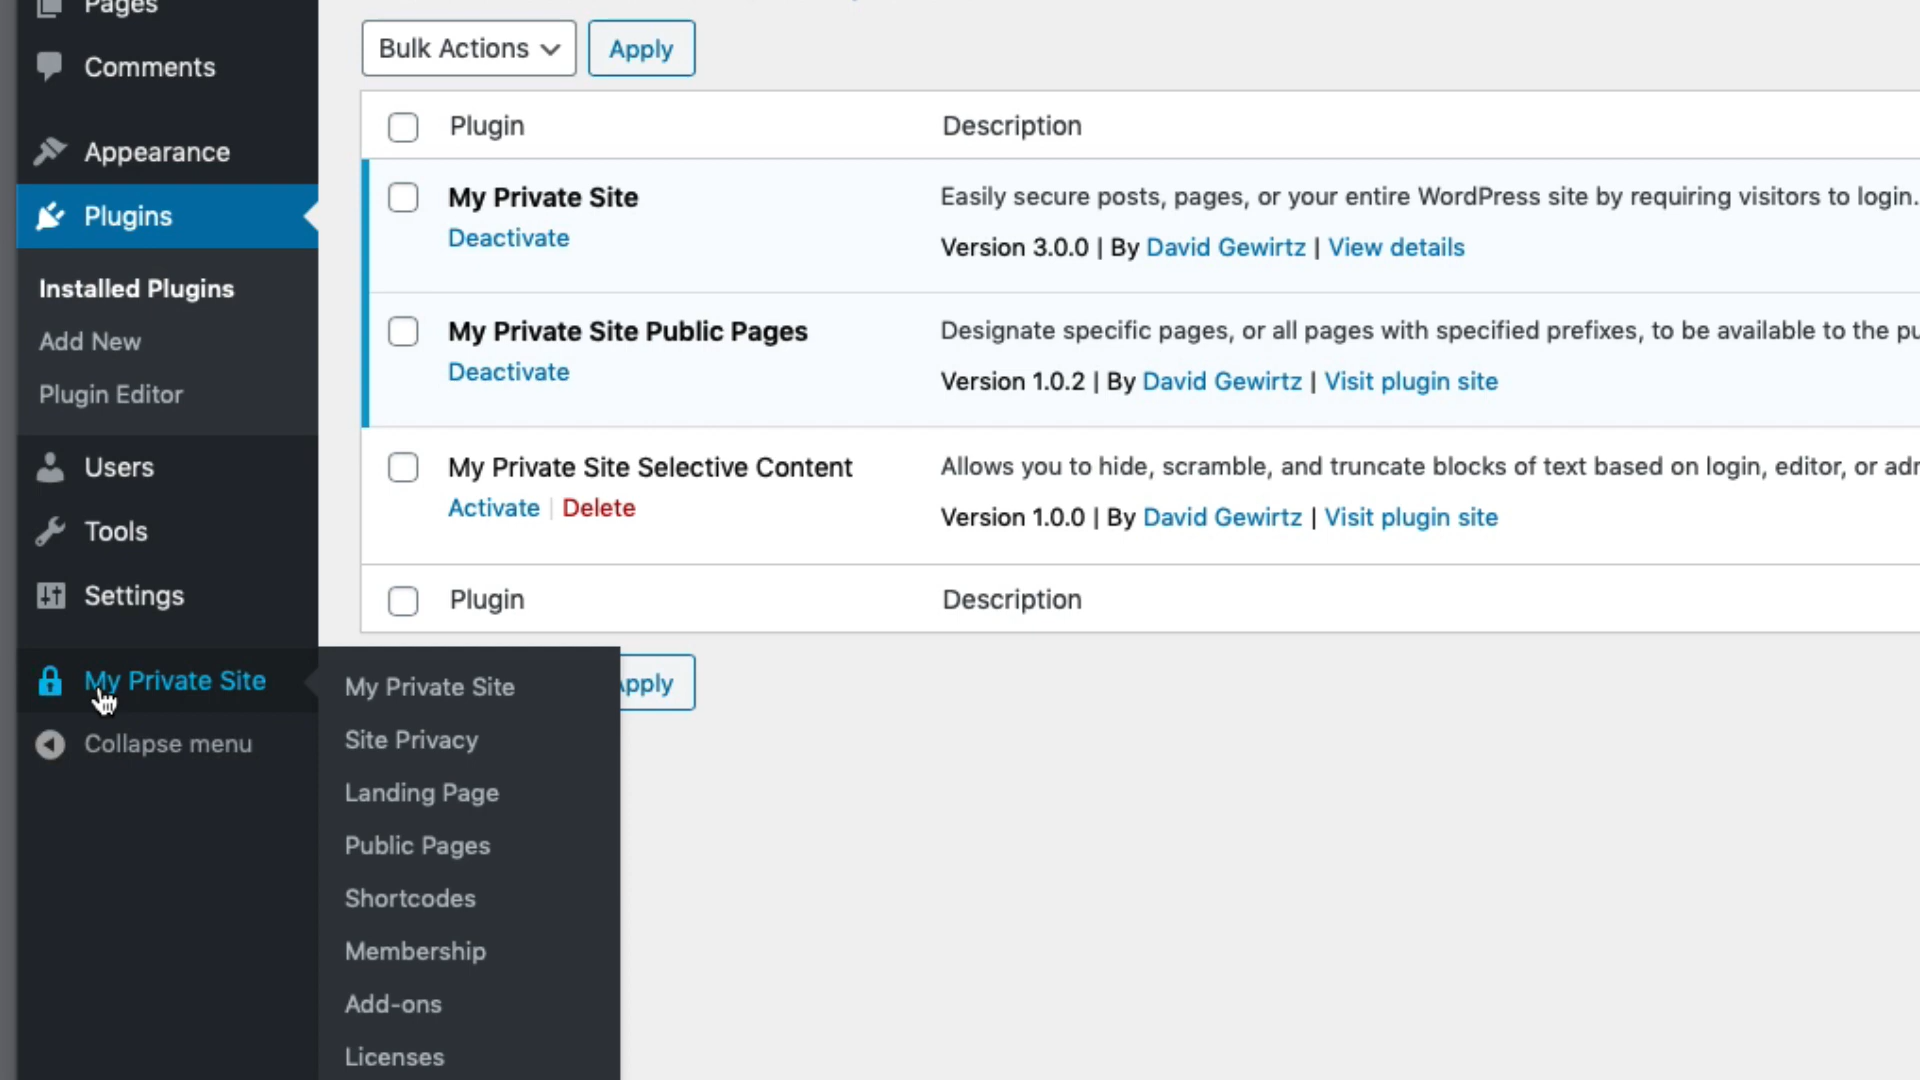 Pages
Comments
Appearance
Plugins
Installed Plugins
Add New
Plugin Editor
Users
Tools
Settings
My Private Site
Collapse menu
Bulk Actions
Apply
Plugin Description
My Private Site
Deactivate
Easily secure posts, pages, or your entire WordPress site by requiring visitors to login.
Version 3.0.0 | By David Gewirtz | View details
My Private Site Public Pages
Deactivate
Designate specific pages, or all pages with specified prefixes, to be available to the pu
Version 1.0.2 | By David Gewirtz | Visit plugin site
My Private Site Selective Content
Activate | Delete
Allows you to hide, scramble, and truncate blocks of text based on login, editor, or adr
Version 1.0.0 | By David Gewirtz | Visit plugin site
Plugin Description
Apply
My Private Site
Site Privacy
Landing Page
Public Pages
Shortcodes
Membership
Add-ons
Licenses